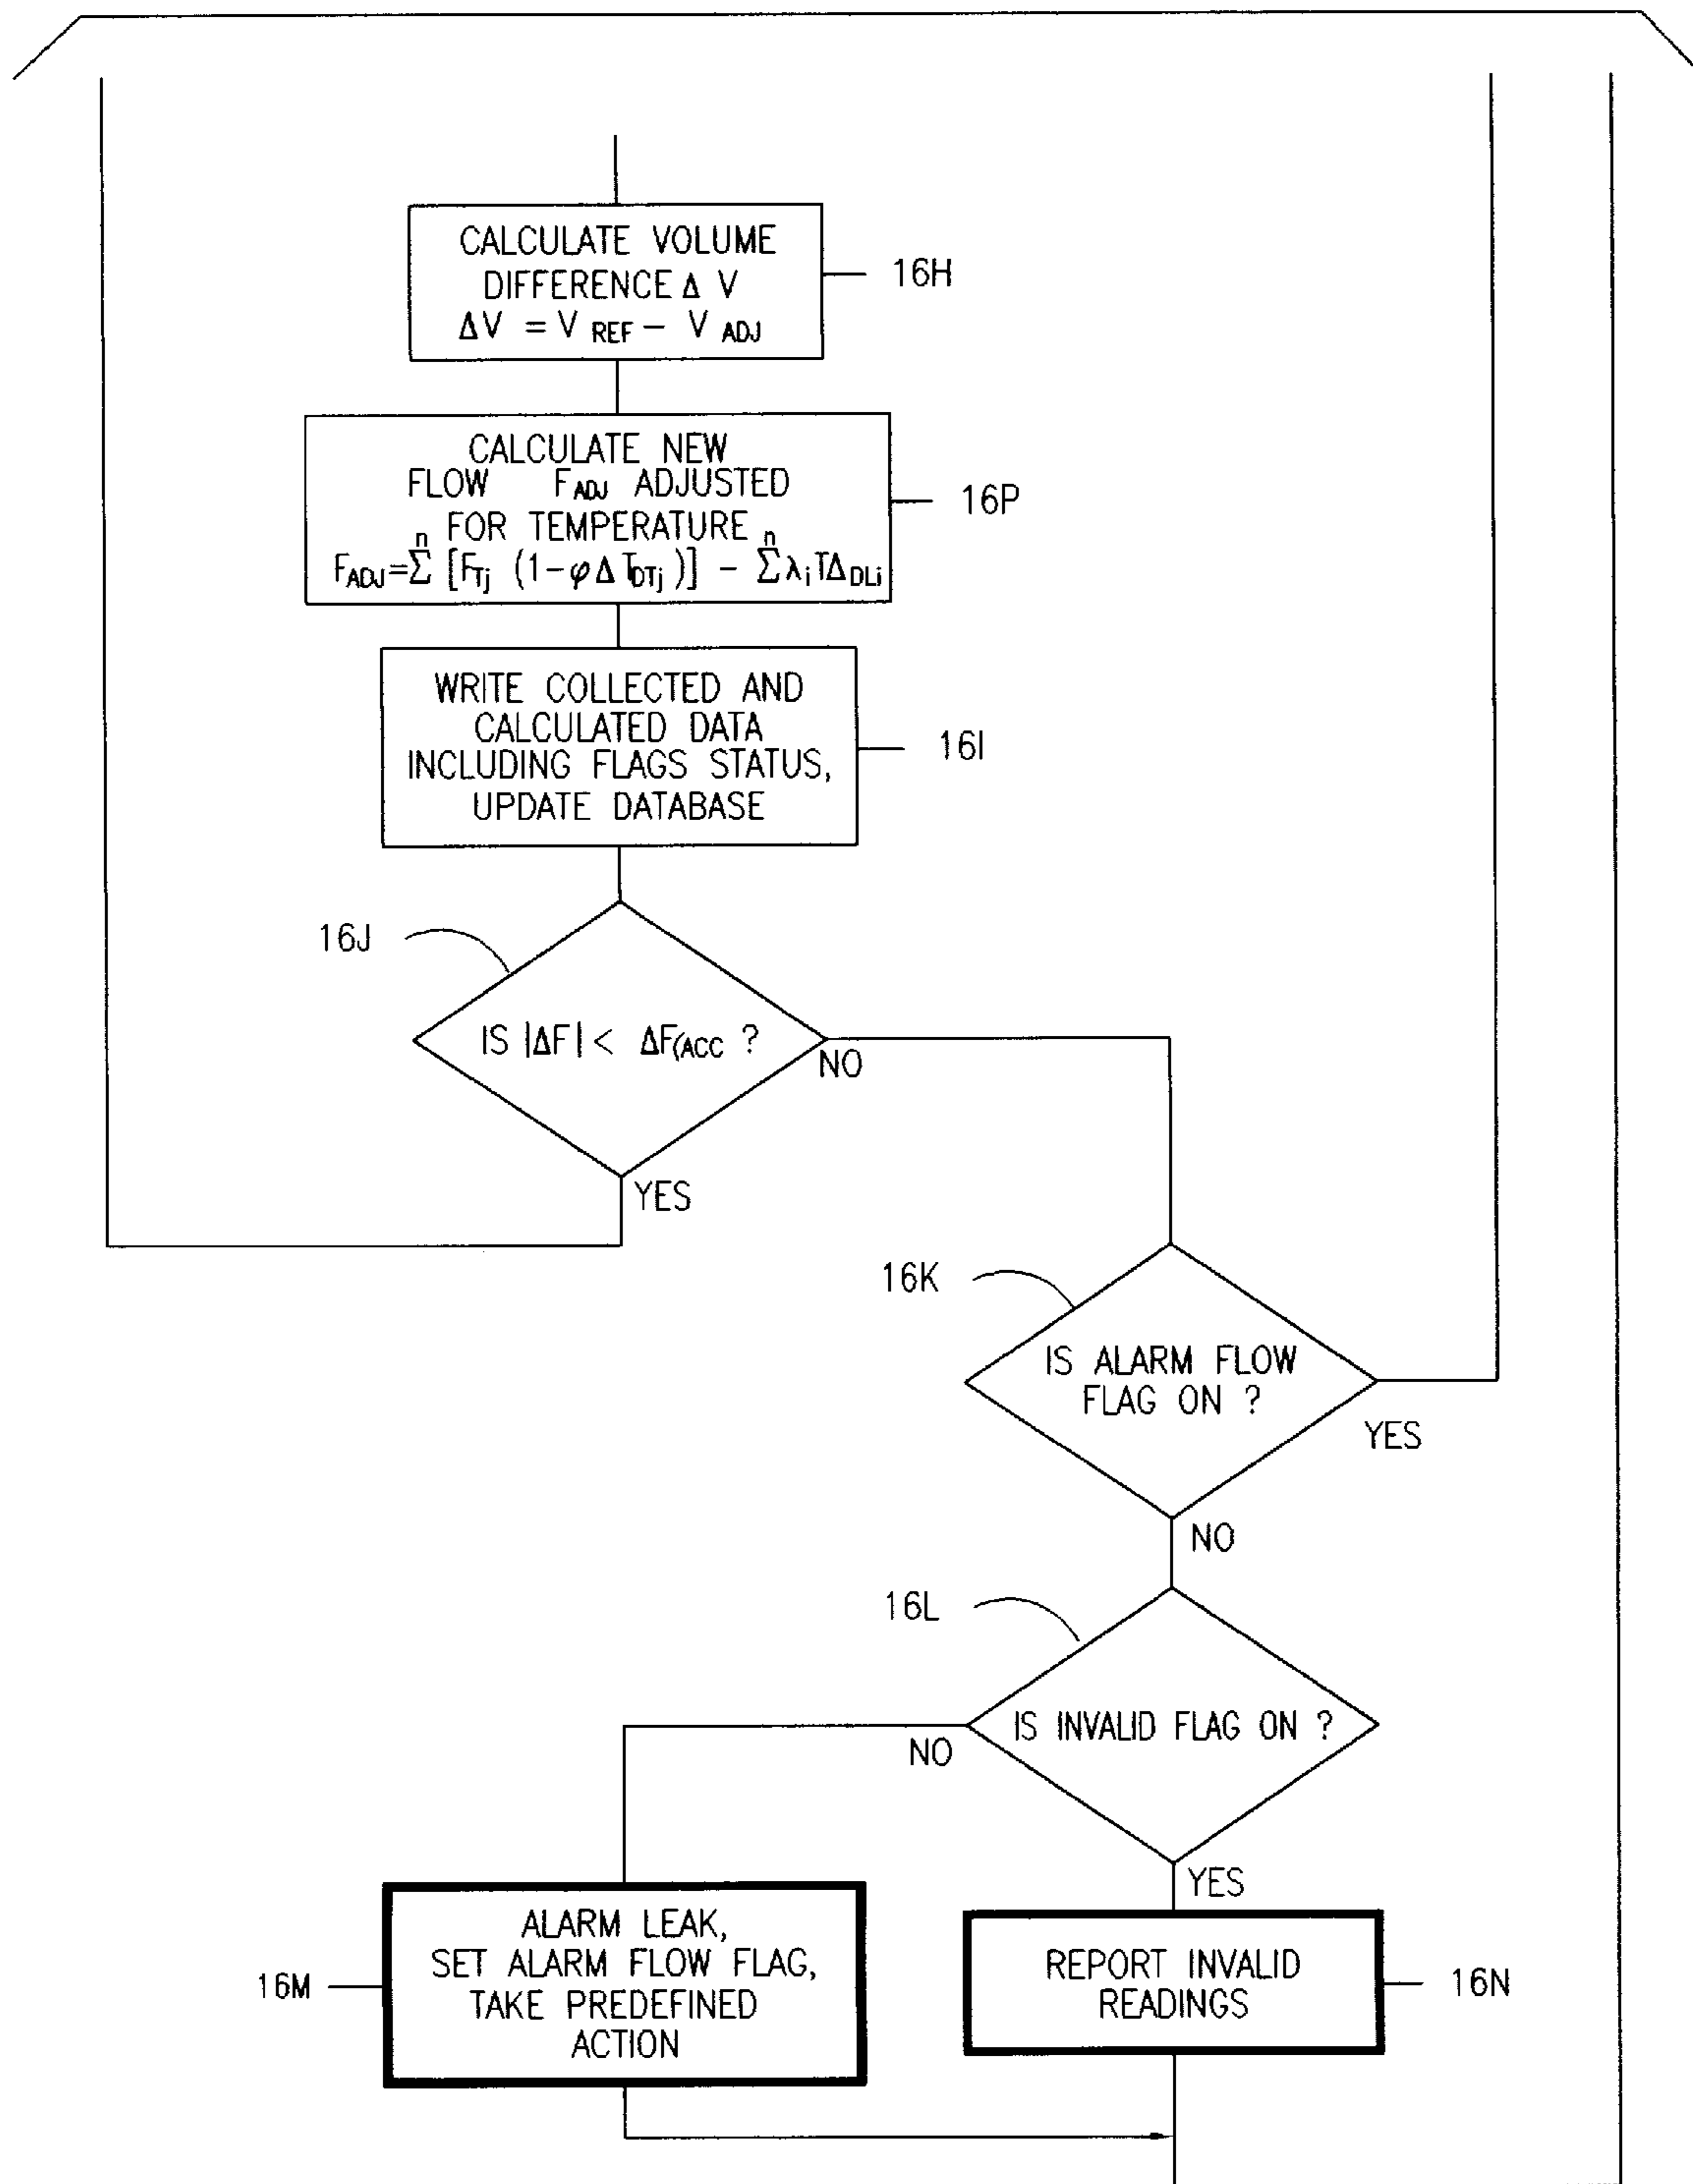 CALCULATE VOLUME
DIFFERENCE Δ V
ΔV = V REF − V ADJ
16H
CALCULATE NEW
FLOW F ADJ ADJUSTED
FOR TEMPERATURE
F ADJ = n Σ [F Tj (1−φ Δ T DTj )] − n Σ λ i T Δ DLi
16P
WRITE COLLECTED AND
CALCULATED DATA
INCLUDING FLAGS STATUS,
UPDATE DATABASE
16I
16J
IS |ΔF| < ΔF(ACC ?
NO
YES
16K
IS ALARM FLOW
FLAG ON ?
YES
NO
16L
IS INVALID FLAG ON ?
NO
YES
ALARM LEAK,
SET ALARM FLOW FLAG,
TAKE PREDEFINED
ACTION
16M
REPORT INVALID
READINGS
16N